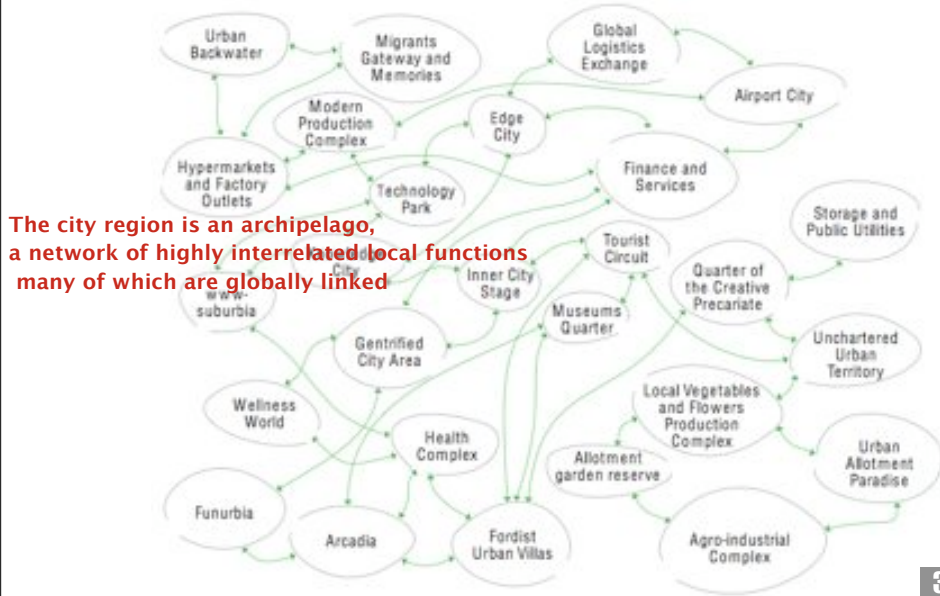 Urban
Backwater
Migrants
Gateway and
Memories
Global
Logistics
Exchange
Airport City
Modern
Production
Complex
Edge
City
Hypermarkets
and Factory
Outlets
Technology
Park
Finance and
Services
Storage and
Public Utilities
The city region is an archipelago,
a network of highly interrelated local functions
many of which are globally linked
Knowledge
City
Inner City
Stage
Tourist
Circuit
Quarter of
the Creative
Precariate
www-
suburbia
Museums
Quarter
Gentrified
City Area
Unchartered
Urban
Territory
Wellness
World
Local Vegetables
and Flowers
Production
Complex
Health
Complex
Allotment
garden reserve
Urban
Allotment
Paradise
Funurbia
Arcadia
Fordist
Urban Villas
Agro-industrial
Complex